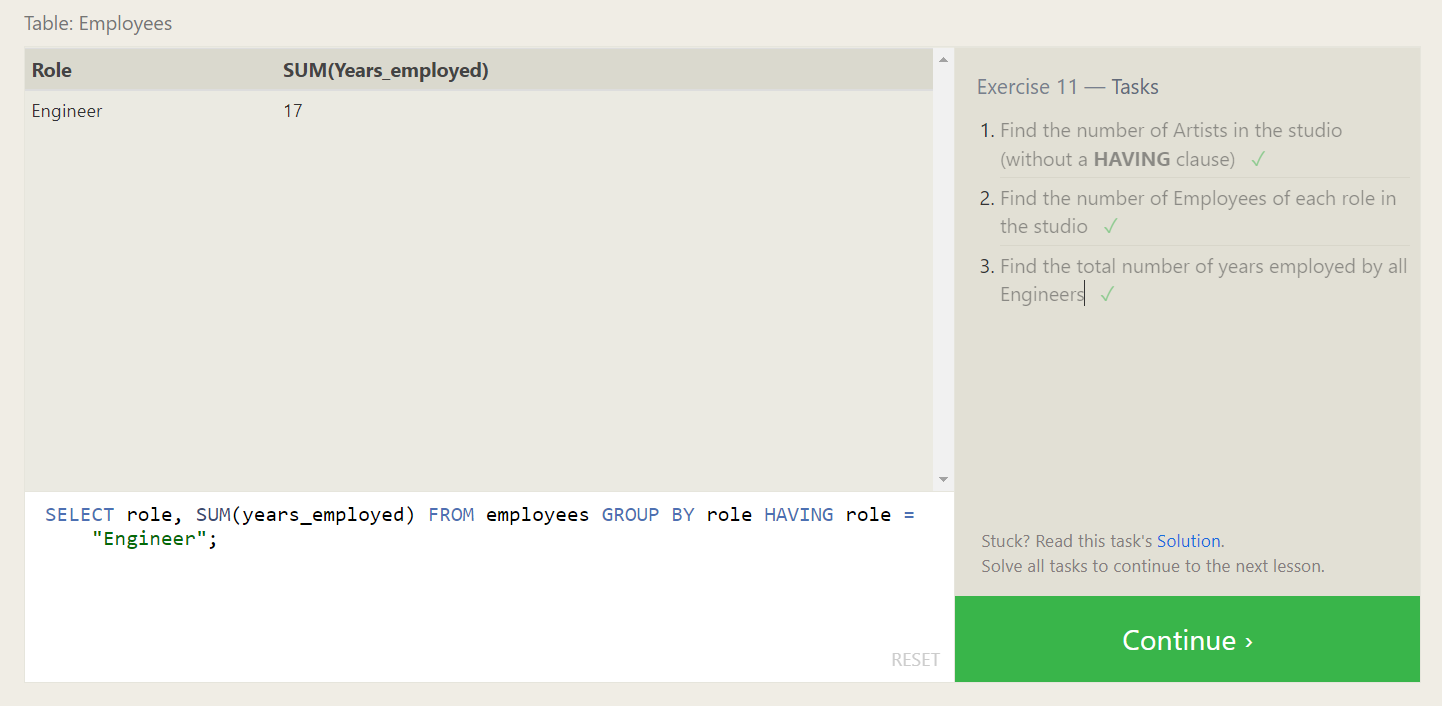 Table: Employees
Role SUM(Years_employed)
Engineer 17
SELECT role, SUM(years_employed) FROM employees GROUP BY role HAVING role =
"Engineer";
RESET
Exercise 11 — Tasks
1. Find the number of Artists in the studio
(without a HAVING clause) ✓
2. Find the number of Employees of each role in
the studio ✓
3. Find the total number of years employed by all
Engineers ✓
Stuck? Read this task's Solution.
Solve all tasks to continue to the next lesson.
Continue ›